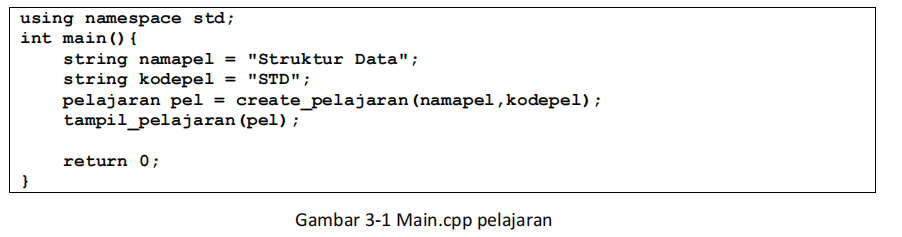 using namespace std;
int main(){
    string namapel = "Struktur Data";
    string kodepel = "STD";
    pelajaran pel = create_pelajaran(namapel,kodepel);
    tampil_pelajaran(pel);
    return 0;
}
Gambar 3-1 Main.cpp pelajaran